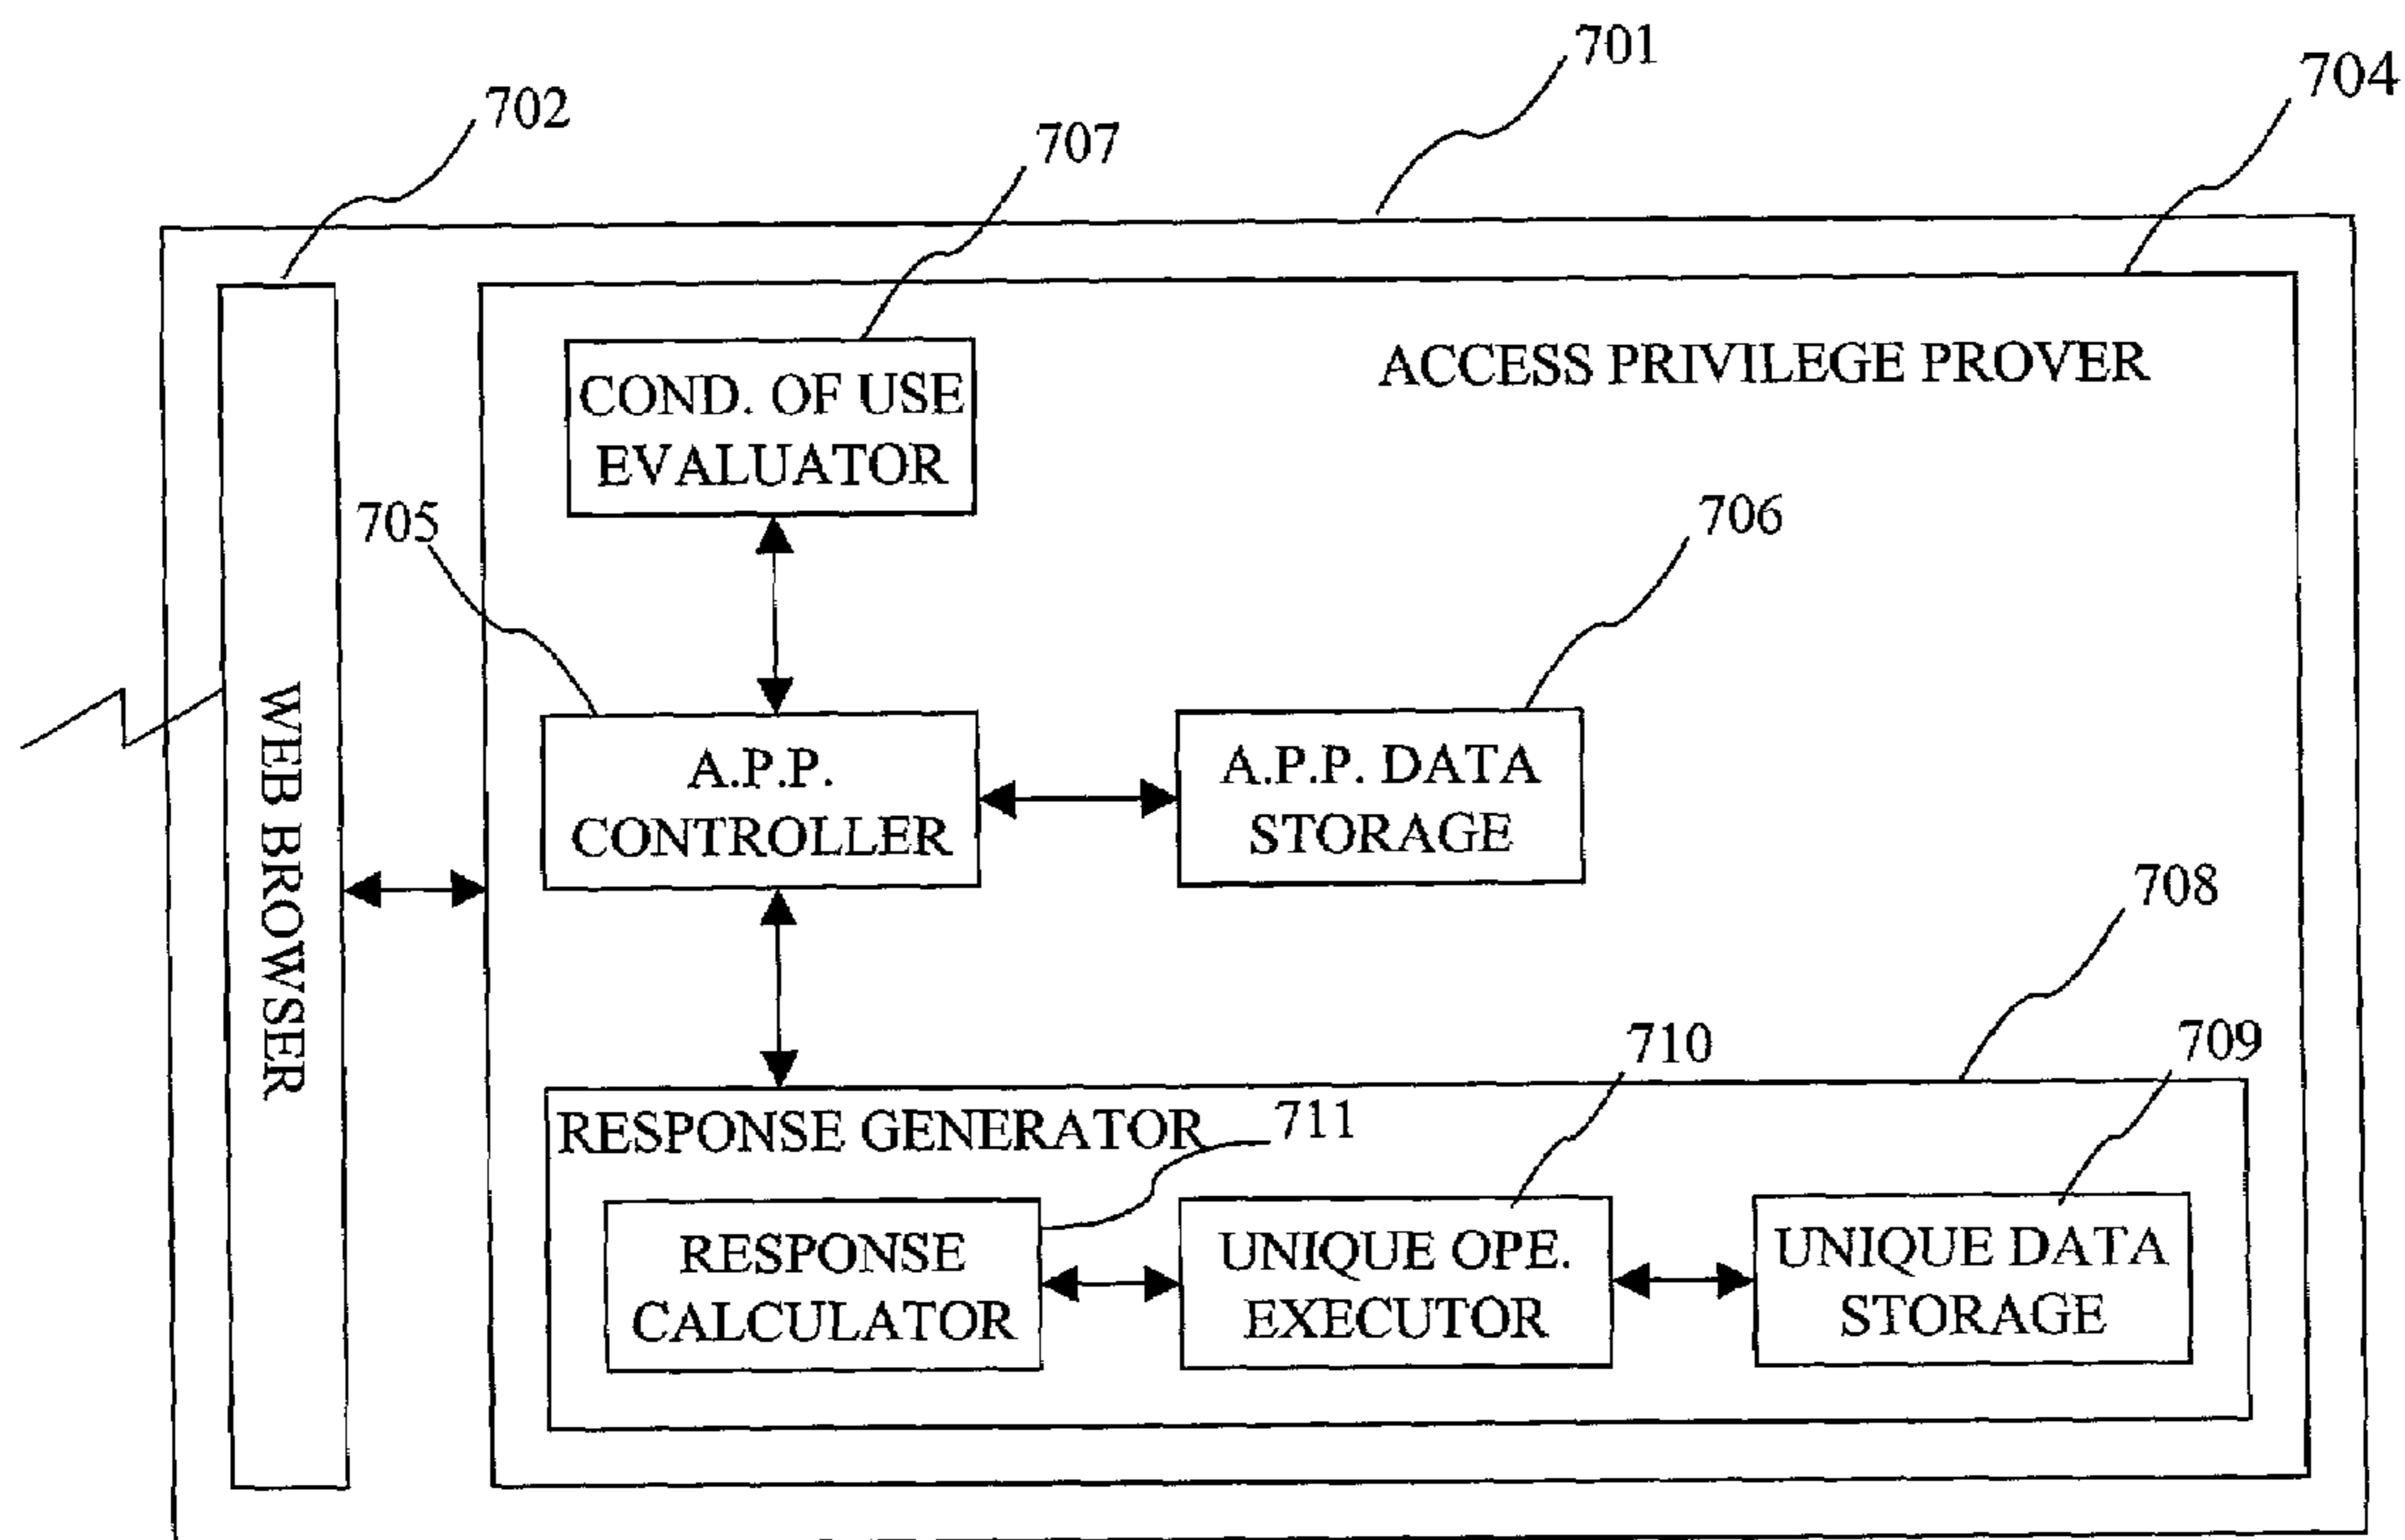 701
704
702
707
ACCESS PRIVILEGE PROVER
COND. OF USE
EVALUATOR
705
706
WEB BROWSER
A.P.P.
CONTROLLER
A.P.P. DATA
STORAGE
708
710
709
RESPONSE GENERATOR
711
RESPONSE
CALCULATOR
UNIQUE OPE.
EXECUTOR
UNIQUE DATA
STORAGE